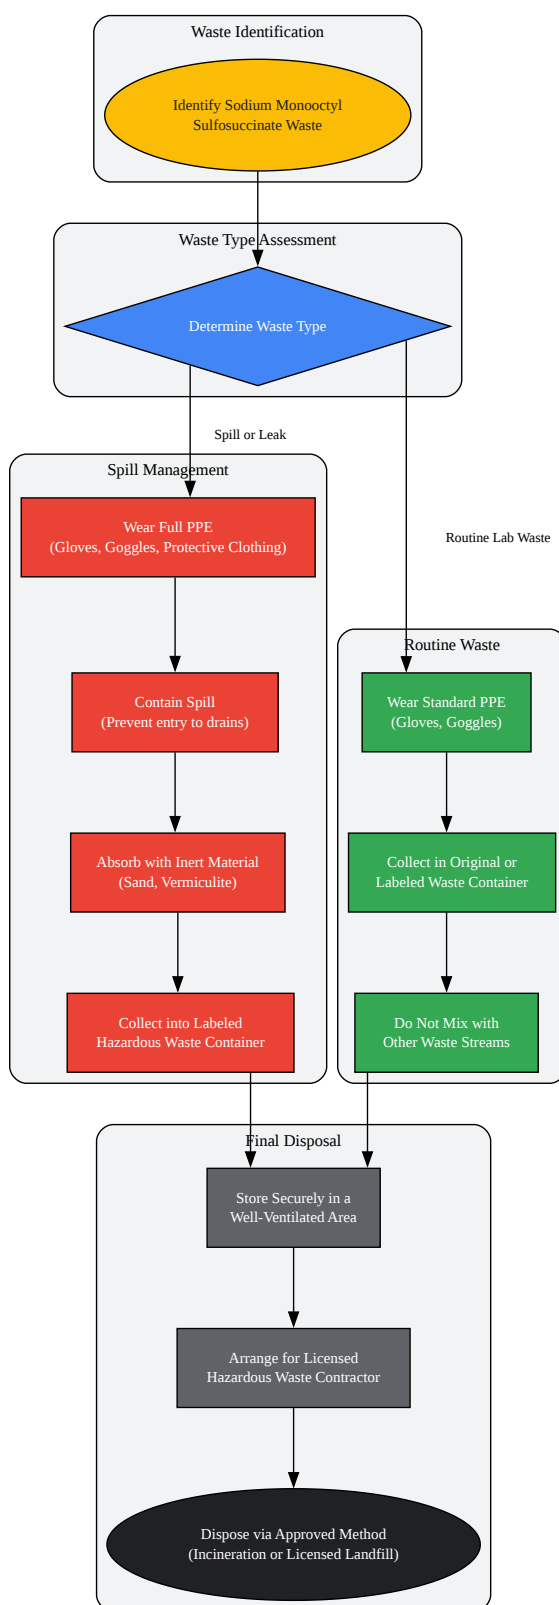 Waste Identification
Identify Sodium Monooctyl
Sulfosuccinate Waste
Waste Type Assessment
Determine Waste Type
Spill or Leak
Routine Lab Waste
Spill Management
Wear Full PPE
(Gloves, Goggles, Protective Clothing)
Contain Spill
(Prevent entry to drains)
Absorb with Inert Material
(Sand, Vermiculite)
Collect into Labeled
Hazardous Waste Container
Routine Waste
Wear Standard PPE
(Gloves, Goggles)
Collect in Original or
Labeled Waste Container
Do Not Mix with
Other Waste Streams
Final Disposal
Store Securely in a
Well-Ventilated Area
Arrange for Licensed
Hazardous Waste Contractor
Dispose via Approved Method
(Incineration or Licensed Landfill)